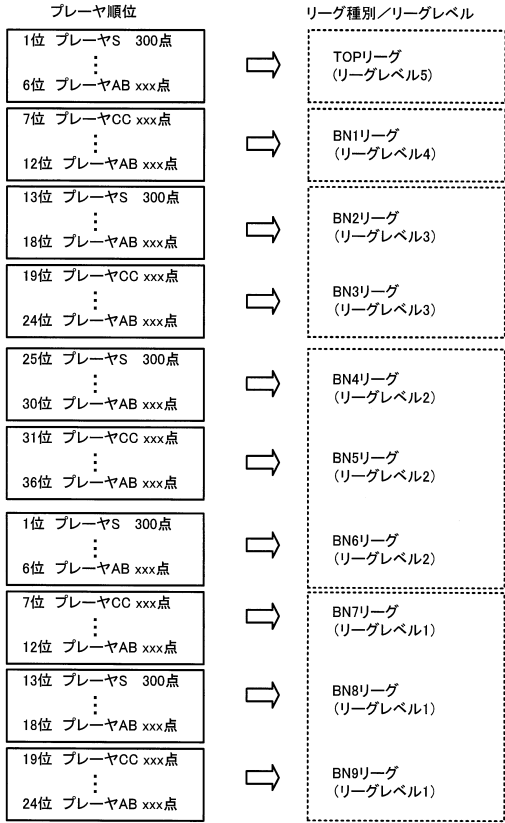 プレーヤ順位
リーグ種別／リーグレベル
1位 プレーヤS 300点
6位 プレーヤAB xxx点
TOPリーグ
(リーグレベル5)
7位 プレーヤCC xxx点
12位 プレーヤAB xxx点
BN1リーグ
(リーグレベル4)
13位 プレーヤS 300点
18位 プレーヤAB xxx点
BN2リーグ
(リーグレベル3)
19位 プレーヤCC xxx点
24位 プレーヤAB xxx点
BN3リーグ
(リーグレベル3)
25位 プレーヤS 300点
30位 プレーヤAB xxx点
BN4リーグ
(リーグレベル2)
31位 プレーヤCC xxx点
36位 プレーヤAB xxx点
BN5リーグ
(リーグレベル2)
1位 プレーヤS 300点
6位 プレーヤAB xxx点
BN6リーグ
(リーグレベル2)
7位 プレーヤCC xxx点
12位 プレーヤAB xxx点
BN7リーグ
(リーグレベル1)
13位 プレーヤS 300点
18位 プレーヤAB xxx点
BN8リーグ
(リーグレベル1)
19位 プレーヤCC xxx点
24位 プレーヤAB xxx点
BN9リーグ
(リーグレベル1)